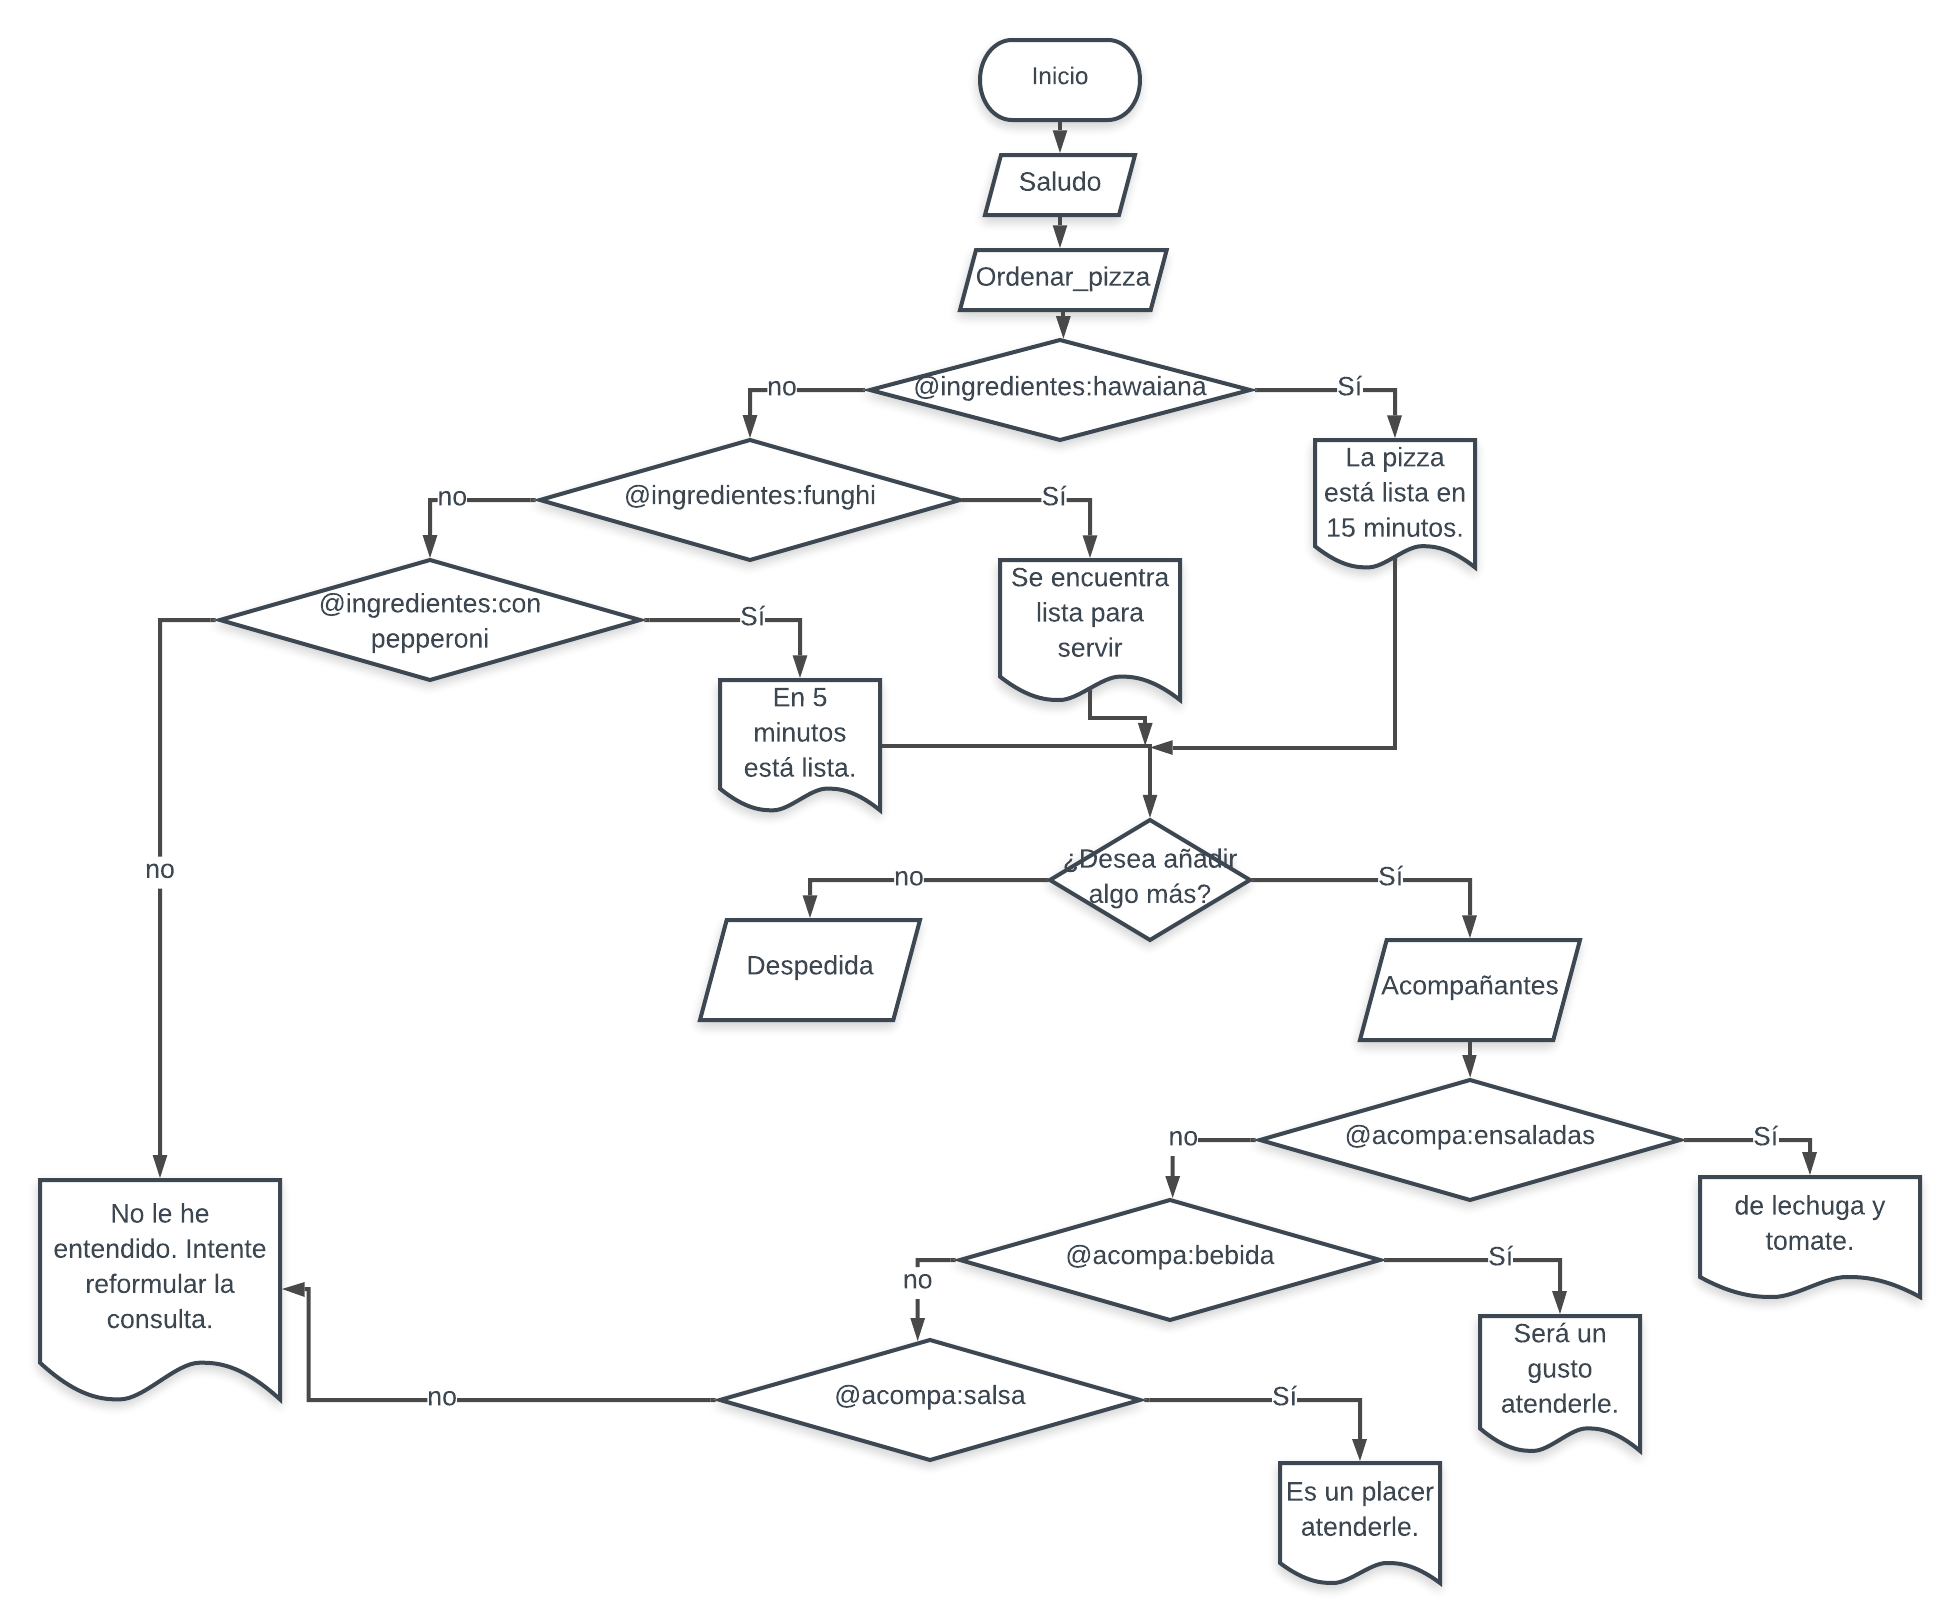 Inicio
Saludo
Ordenar_pizza
no
@ingredientes:hawaiana
Sí
no
@ingredientes:funghi
Sí
La pizza
está lista en
15 minutos.
@ingredientes:con
pepperoni
Sí
Se encuentra
lista para
servir
En 5
minutos
está lista.
no
no
¿Desea añadir
algo más?
Sí
Despedida
Acompañantes
no
@acompa:ensaladas
Sí
No le he
entendido. Intente
reformular la
consulta.
de lechuga y
tomate.
no
@acompa:bebida
Sí
Será un
gusto
atenderle.
no
@acompa:salsa
Sí
Es un placer
atenderle.